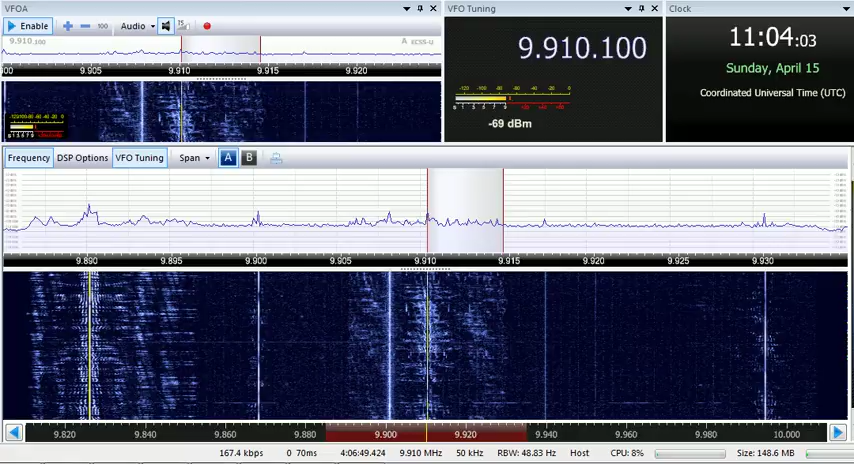 VFOA
Enable
100
Audio
9.910.100
A ECSS-U
9.905 9.910 9.915 9.920
VFO Tuning
9.910.100
-69 dBm
Clock
11:04:03
Sunday, April 15
Coordinated Universal Time (UTC)
Frequency DSP Options VFO Tuning Span A B
9.890 9.895 9.900 9.905 9.910 9.915 9.920 9.925 9.930
9.820 9.840 9.860 9.880 9.900 9.920 9.940 9.960 9.980 10.000
167.4 kbps 0 70ms 4:06:49.424 9.910 MHz 50 kHz RBW: 48.83 Hz Host CPU: 8% Size: 148.6 MB